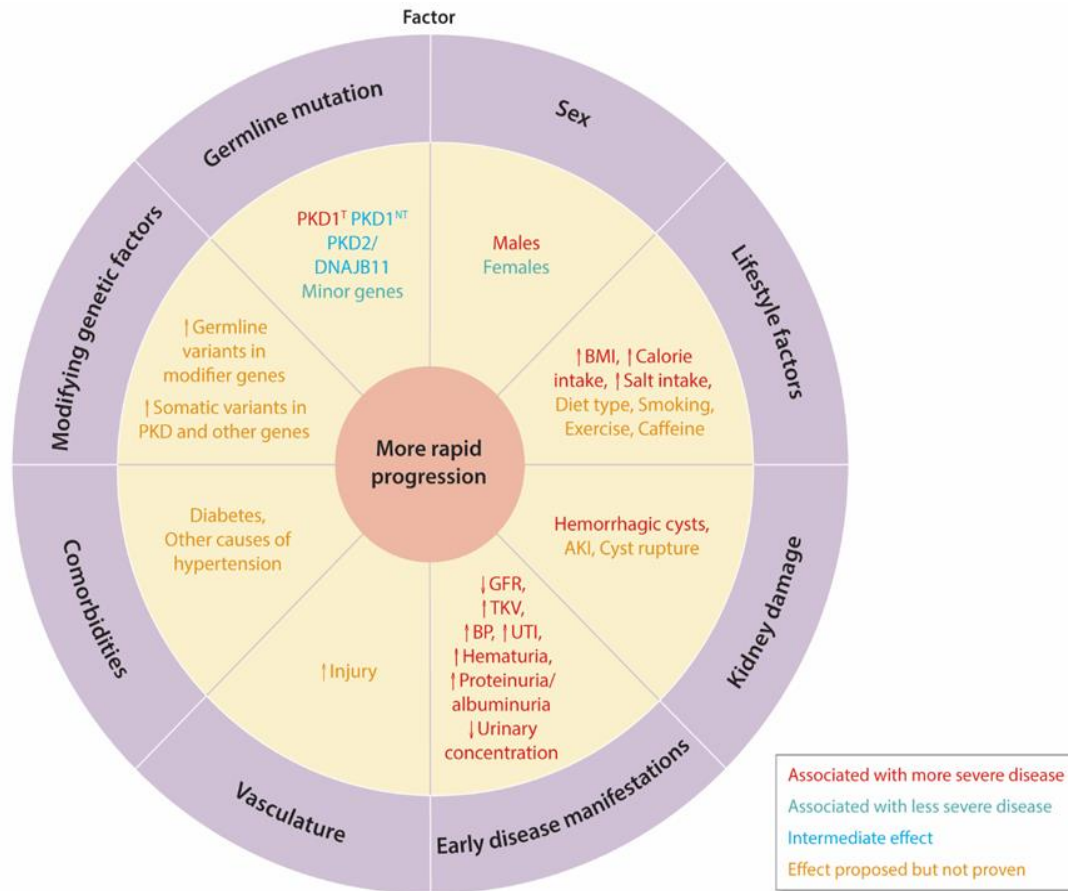 Factor
Germline mutation
Sex
Lifestyle factors
Kidney damage
Early disease manifestations
Vasculature
Comorbidities
Modifying genetic factors
PKD1ᵀ PKD1ᴺᵀ
PKD2/
DNAJB11
Minor genes
Males
Females
↑BMI, ↑Calorie
intake, ↑Salt intake,
Diet type, Smoking,
Exercise, Caffeine
Hemorrhagic cysts,
AKI, Cyst rupture
↓GFR,
↑TKV,
↑BP, ↑UTI,
↑Hematuria,
↑Proteinuria/
albuminuria
↓Urinary
concentration
↑Injury
Diabetes,
Other causes of
hypertension
↑Germline
variants in
modifier genes
↑Somatic variants in
PKD and other genes
More rapid
progression
Associated with more severe disease
Associated with less severe disease
Intermediate effect
Effect proposed but not proven